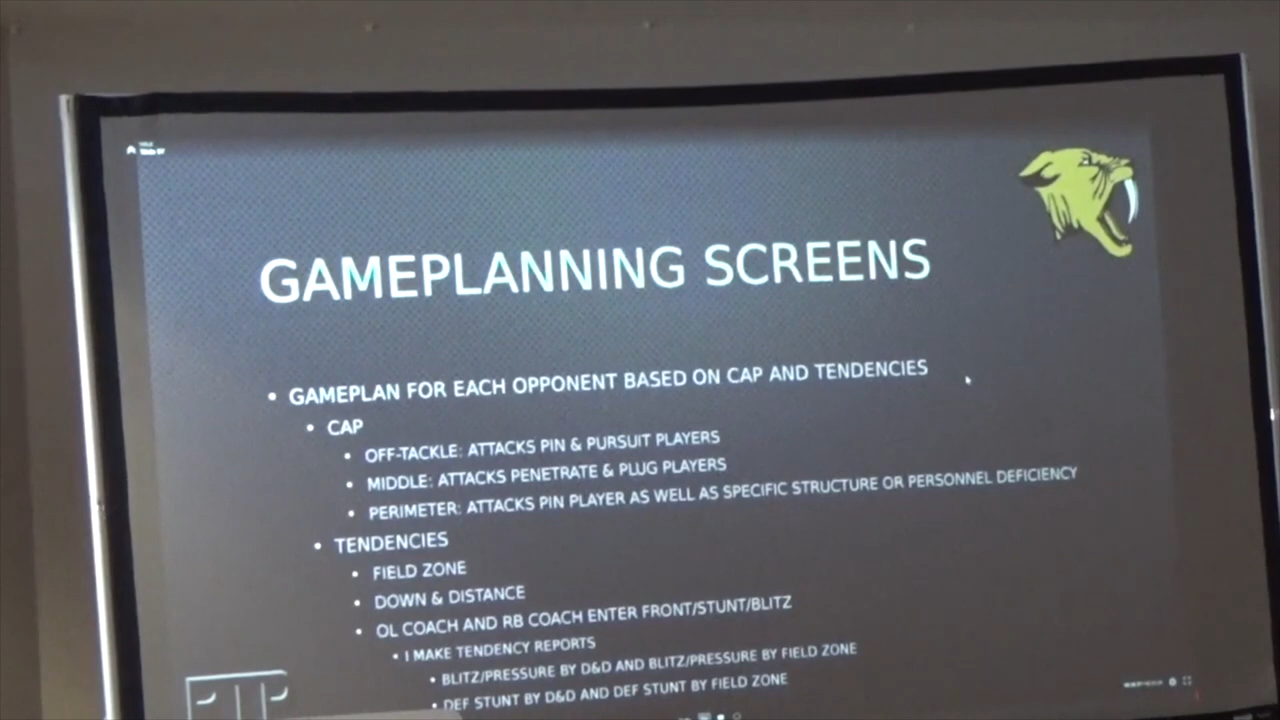 GAMEPLANNING SCREENS
• GAMEPLAN FOR EACH OPPONENT BASED ON CAP AND TENDENCIES
• CAP
• OFF-TACKLE: ATTACKS PIN & PURSUIT PLAYERS
• MIDDLE: ATTACKS PENETRATE & PLUG PLAYERS
• PERIMETER: ATTACKS PIN PLAYER AS WELL AS SPECIFIC STRUCTURE OR PERSONNEL DEFICIENCY
• TENDENCIES
• FIELD ZONE
• DOWN & DISTANCE
• OL COACH AND RB COACH ENTER FRONT/STUNT/BLITZ
• I MAKE TENDENCY REPORTS
• BLITZ/PRESSURE BY D&D AND BLITZ/PRESSURE BY FIELD ZONE
• DEF STUNT BY D&D AND DEF STUNT BY FIELD ZONE